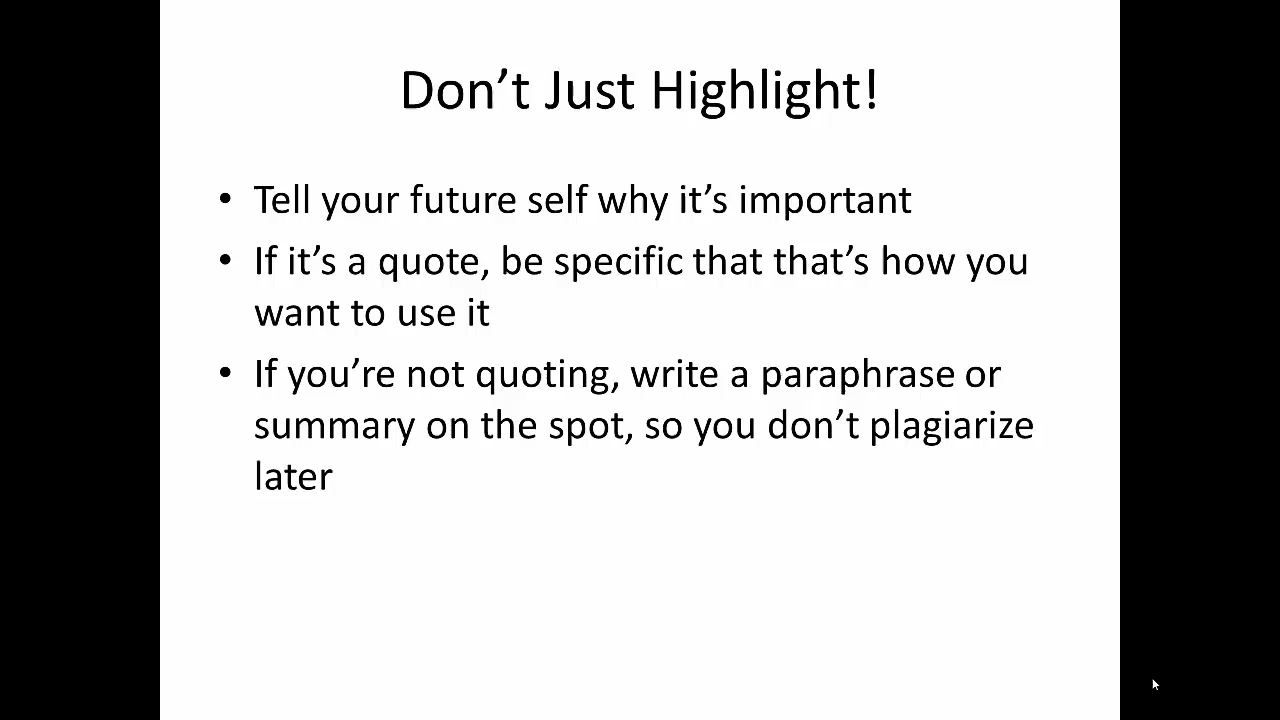 Don’t Just Highlight!
• Tell your future self why it’s important
• If it’s a quote, be specific that that’s how you
want to use it
• If you’re not quoting, write a paraphrase or
summary on the spot, so you don’t plagiarize
later